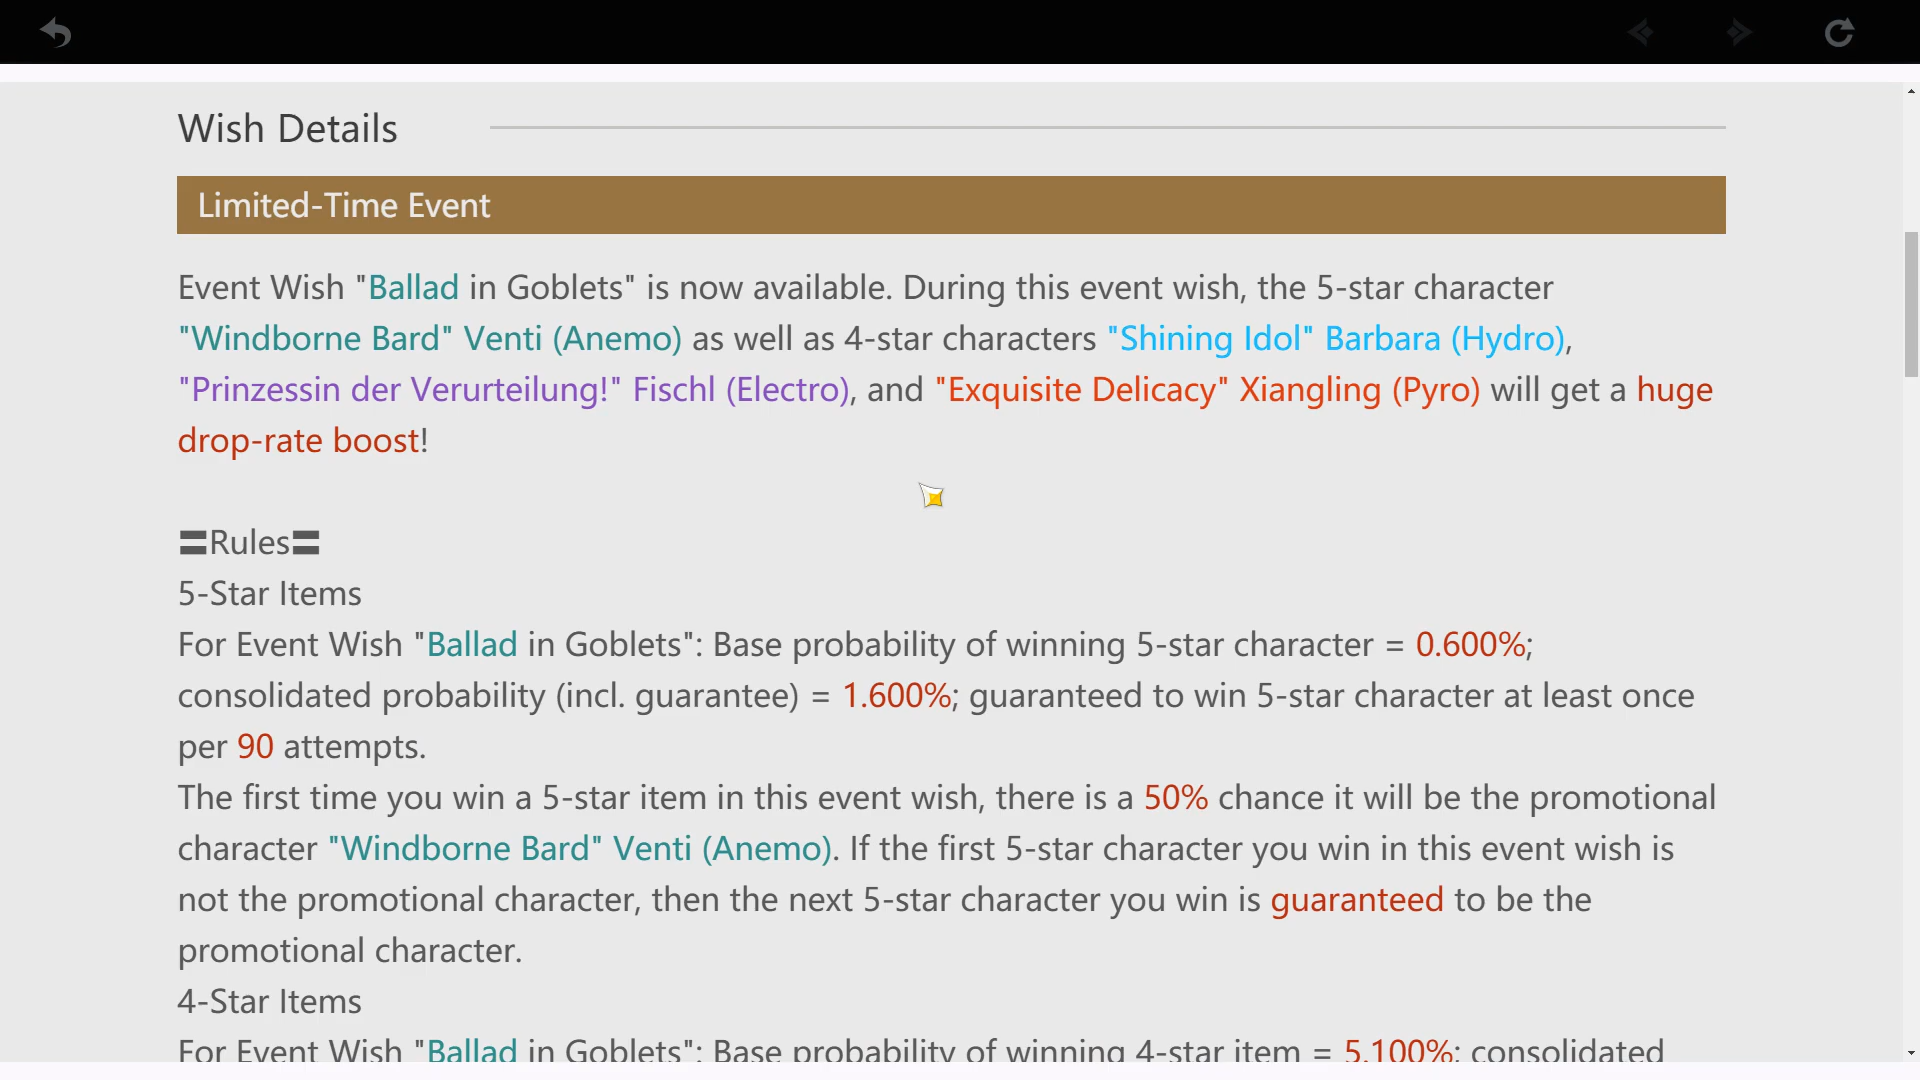 Wish Details
Limited-Time Event
Event Wish "Ballad in Goblets" is now available. During this event wish, the 5-star character
"Windborne Bard" Venti (Anemo) as well as 4-star characters "Shining Idol" Barbara (Hydro),
"Prinzessin der Verurteilung!" Fischl (Electro), and "Exquisite Delicacy" Xiangling (Pyro) will get a huge
drop-rate boost!
〓Rules〓
5-Star Items
For Event Wish "Ballad in Goblets": Base probability of winning 5-star character = 0.600%;
consolidated probability (incl. guarantee) = 1.600%; guaranteed to win 5-star character at least once
per 90 attempts.
The first time you win a 5-star item in this event wish, there is a 50% chance it will be the promotional
character "Windborne Bard" Venti (Anemo). If the first 5-star character you win in this event wish is
not the promotional character, then the next 5-star character you win is guaranteed to be the
promotional character.
4-Star Items
For Event Wish "Ballad in Goblets": Base probability of winning 4-star item = 5.100%; consolidated